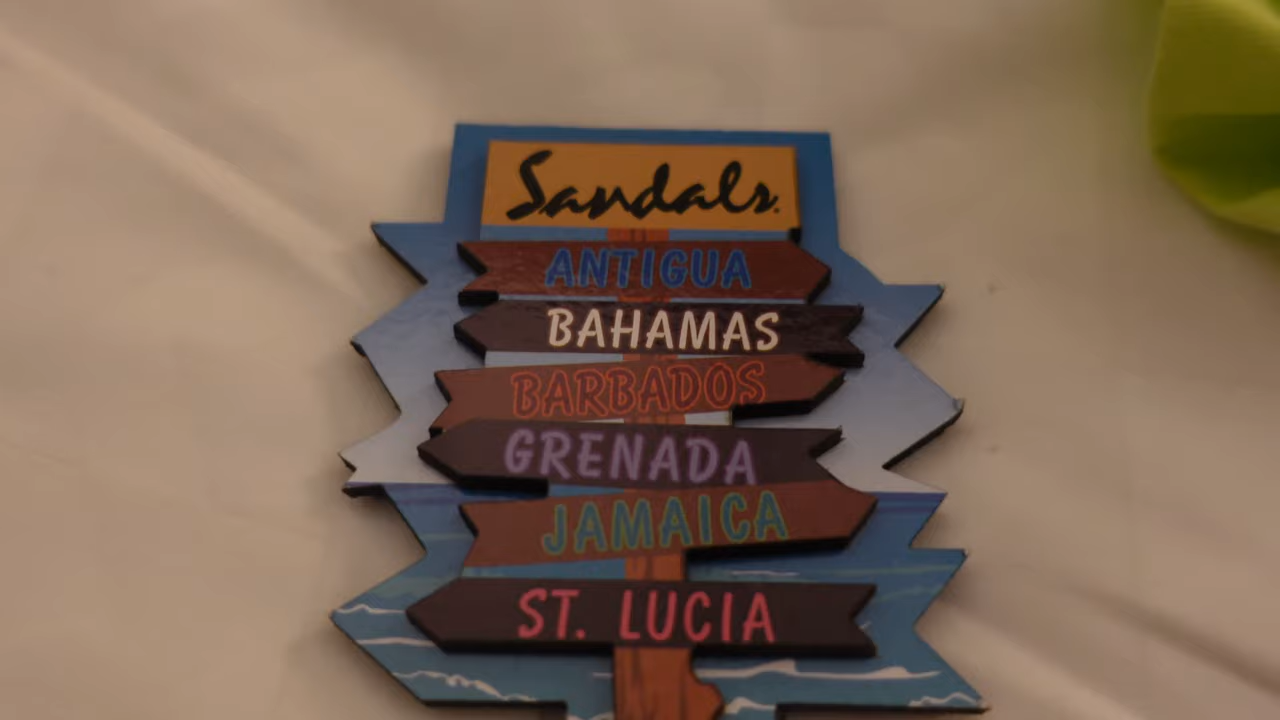 Sandals
ANTIGUA
BAHAMAS
BARBADOS
GRENADA
JAMAICA
ST. LUCIA